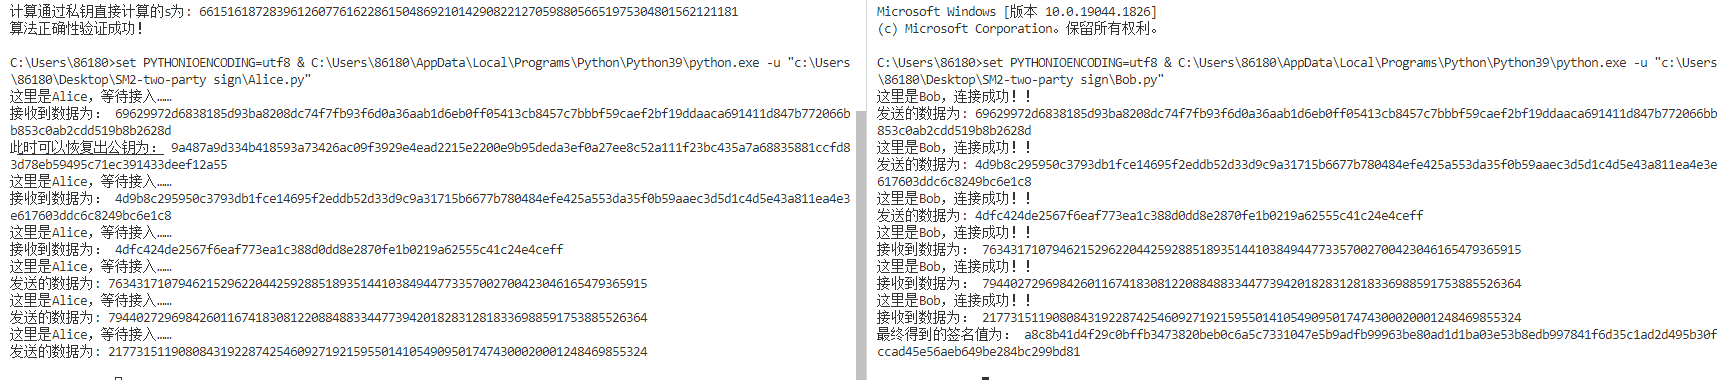 计算通过私钥直接计算的s为: 66151618728396126077616228615048692101429082212705988056651975304801562121181
算法正确性验证成功!
C:\Users\86180>set PYTHONIOENCODING=utf8 & C:\Users\86180\AppData\Local\Programs\Python\Python39\python.exe -u "c:\Users
\86180\Desktop\SM2-two-party sign\Alice.py"
这里是Alice, 等待接入……
接收到数据为: 69629972d6838185d93ba8208dc74f7fb93f6d0a36aab1d6eb0ff05413cb8457c7bbbf59caef2bf19ddaaca691411d847b772066b
b853c0ab2cdd519b8b2628d
此时可以恢复出公钥为: 9a487a9d334b418593a73426ac09f3929e4ead2215e2200e9b95deda3ef0a27ee8c52a111f23bc435a7a68835881ccfd8
3d78eb59495c71ec391433deef12a55
这里是Alice, 等待接入……
接收到数据为: 4d9b8c295950c3793db1fce14695f2eddb52d33d9c9a31715b6677b780484efe425a553da35f0b59aaec3d5d1c4d5e43a811ea4e3
e617603ddc6c8249bc6e1c8
这里是Alice, 等待接入……
接收到数据为: 4dfc424de2567f6eaf773ea1c388d0dd8e2870fe1b0219a62555c41c24e4ceff
这里是Alice, 等待接入……
发送的数据为: 76343171079462152962204425928851893514410384944773357002700423046165479365915
这里是Alice, 等待接入……
发送的数据为: 79440272969842601167418308122088488334477394201828312818336988591753885526364
这里是Alice, 等待接入……
发送的数据为: 21773151190808431922874254609271921595501410549095017474300020001248469855324
Microsoft Windows [版本 10.0.19044.1826]
(c) Microsoft Corporation。保留所有权利。
C:\Users\86180>set PYTHONIOENCODING=utf8 & C:\Users\86180\AppData\Local\Programs\Python\Python39\python.exe -u "c:\Users
\86180\Desktop\SM2-two-party sign\Bob.py"
这里是Bob, 连接成功!!
发送的数据为: 69629972d6838185d93ba8208dc74f7fb93f6d0a36aab1d6eb0ff05413cb8457c7bbbf59caef2bf19ddaaca691411d847b772066bb
853c0ab2cdd519b8b2628d
这里是Bob, 连接成功!!
发送的数据为: 4d9b8c295950c3793db1fce14695f2eddb52d33d9c9a31715b6677b780484efe425a553da35f0b59aaec3d5d1c4d5e43a811ea4e3e
617603ddc6c8249bc6e1c8
这里是Bob, 连接成功!!
发送的数据为: 4dfc424de2567f6eaf773ea1c388d0dd8e2870fe1b0219a62555c41c24e4ceff
这里是Bob, 连接成功!!
接收到数据为: 76343171079462152962204425928851893514410384944773357002700423046165479365915
这里是Bob, 连接成功!!
接收到数据为: 79440272969842601167418308122088488334477394201828312818336988591753885526364
这里是Bob, 连接成功!!
接收到数据为: 21773151190808431922874254609271921595501410549095017474300020001248469855324
最终得到的签名值为: a8c8b41d4f29c0bffb3473820beb0c6a5c7331047e5b9adfb99963be80ad1d1ba03e53b8edb997841f6d35c1ad2d495b30f
ccad45e56aeb649be284bc299bd81